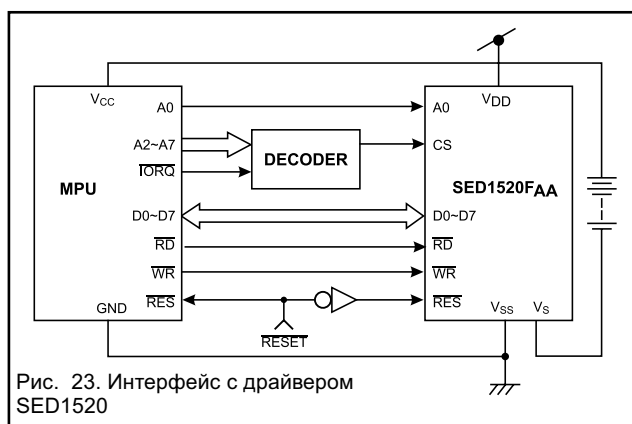 VCC
VDD
A0
A0
A2~A7
CS
IORQ
DECODER
MPU
SED1520FAA
D0~D7
D0~D7
RD
RD
WR
WR
RES
RES
GND
VSS
VS
RESET
Рис. 23. Интерфейс с драйвером
SED1520